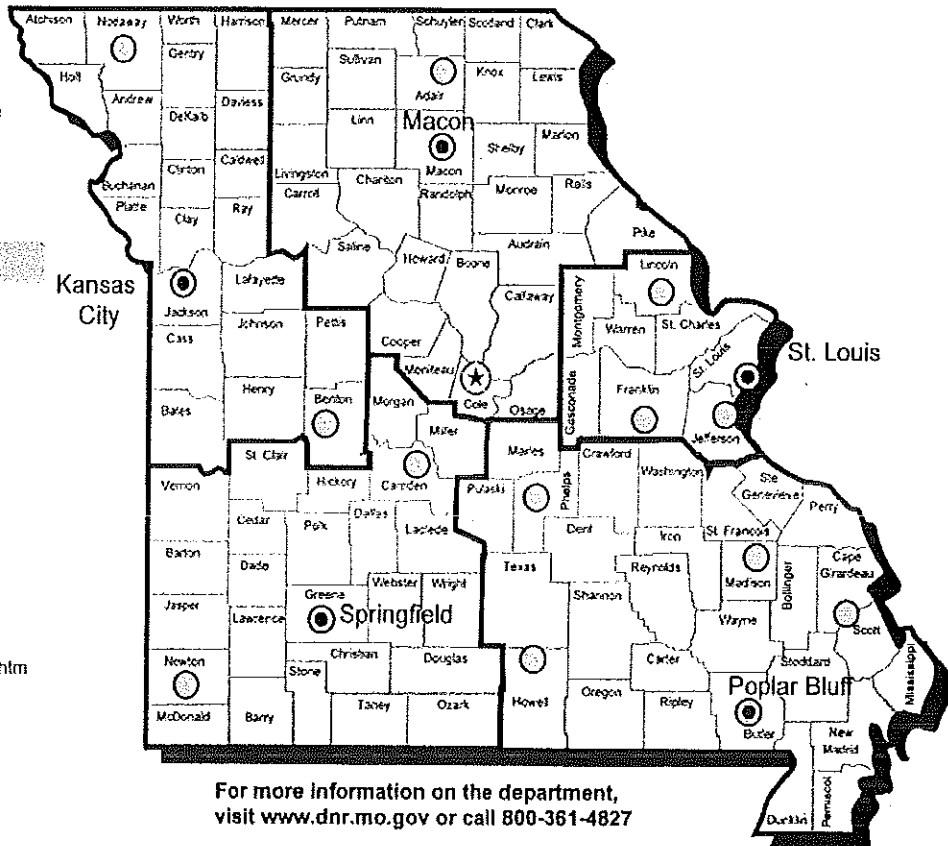 Atchison Nodaway Worth Harrison Mercer Putnam Schuyler Scotland Clark
Gentry Sullivan
Holt Grundy Adair Knox Lewis
Andrew DeKalb Daviess Linn Macon Shelby Marion
Buchanan Clinton Caldwell Livingston Chariton Macon Randolph Monroe Ralls
Platte Clay Ray Carroll Audrain Pike
Saline Howard Boone Callaway Montgomery Lincoln
Kansas
City
Jackson Lafayette
Cass Johnson Pettis Cooper Moniteau Cole Osage Gasconade Warren St. Charles St. Louis
St. Louis
Bates Henry Benton Morgan Miller Franklin Jefferson
St. Clair Hickory Camden Maries Phelps Crawford Washington Ste Genevieve Perry
Vernon Cedar Polk Dallas Laclede Pulaski Dent Iron St Francois
Barton Dade Webster Wright Texas Reynolds Madison Bollinger Cape Girardeau
Jasper Greene Shannon Wayne Scott
Lawrence Springfield
Newton Christian Douglas Carter Stoddard Mississippi
htm
Stone Howell Oregon Ripley Poplar Bluff
McDonald Barry Taney Ozark Butler New Madrid
Dunklin Pemiscot
For more information on the department,
visit www.dnr.mo.gov or call 800-361-4827